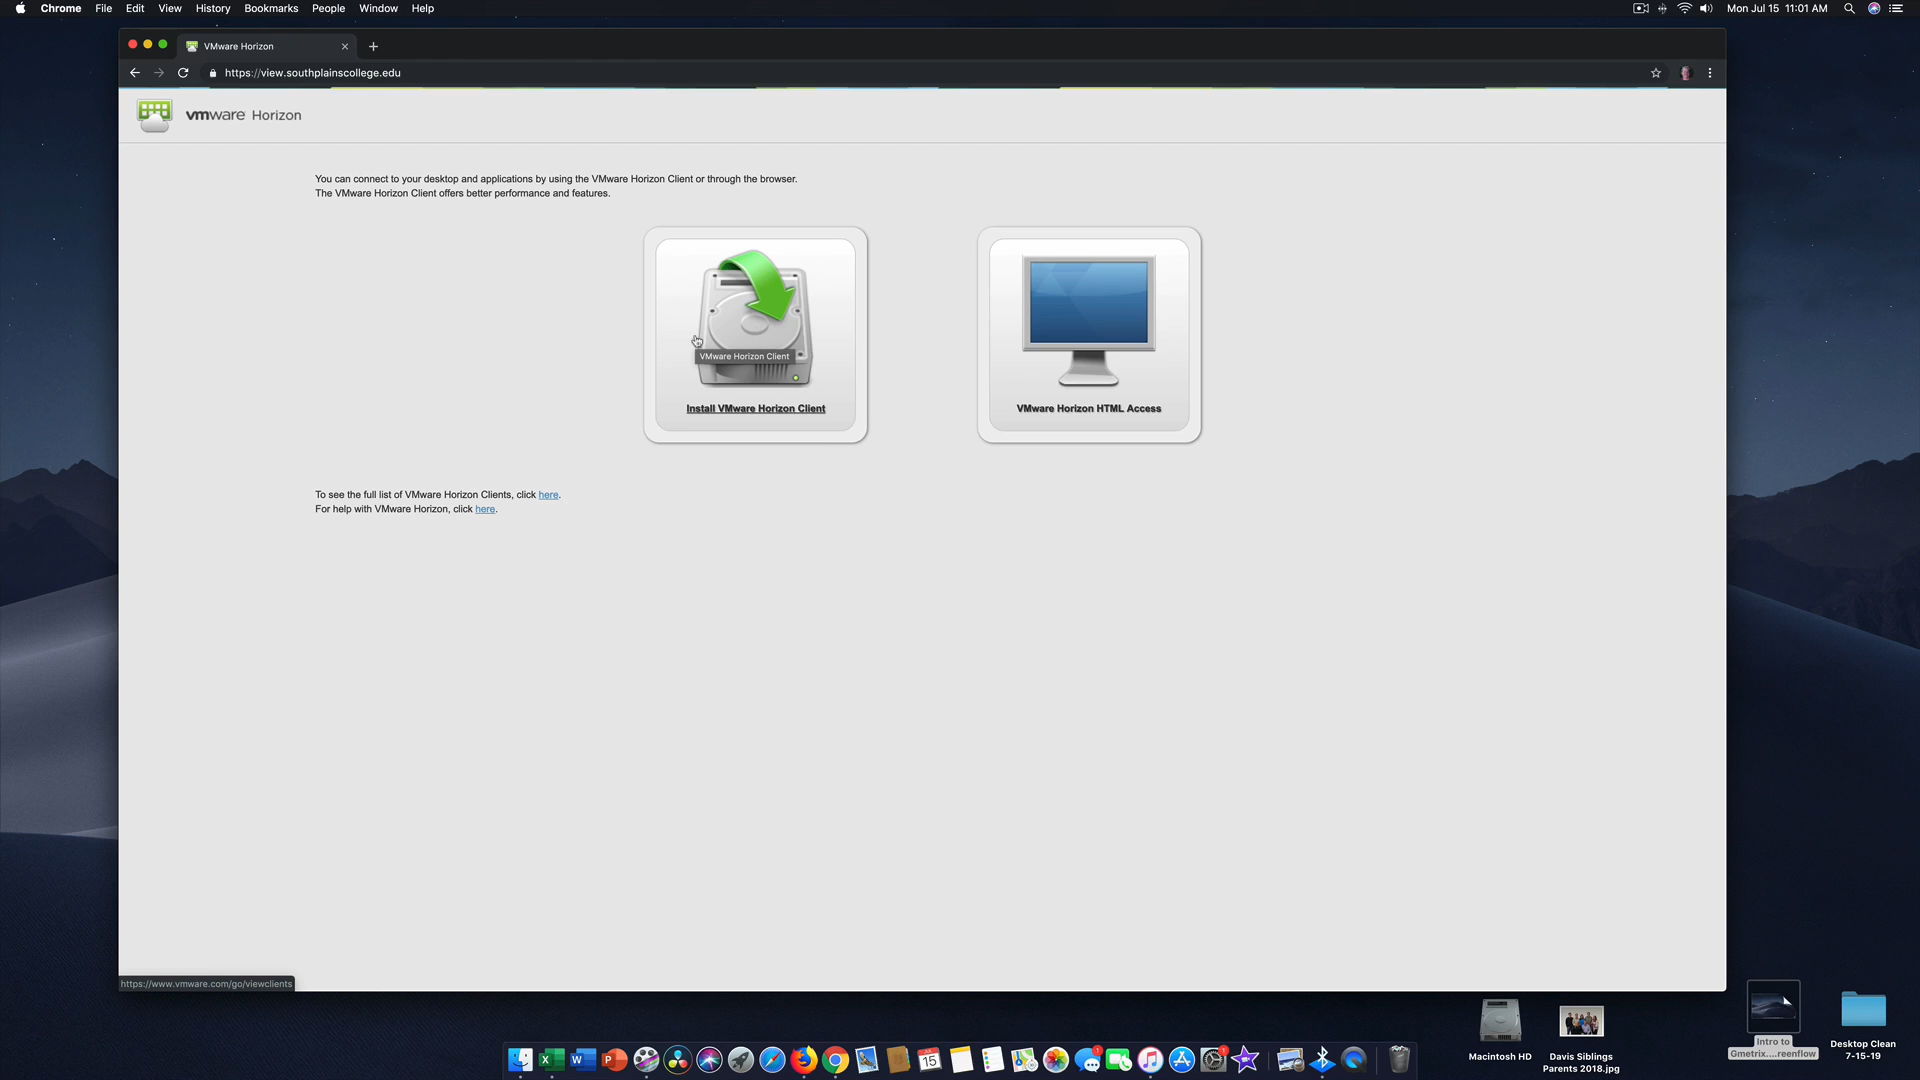 Chrome File Edit View History Bookmarks People Window Help
Mon Jul 15 11:01 AM
VMware Horizon
https://view.southplainscollege.edu
vmware Horizon
You can connect to your desktop and applications by using the VMware Horizon Client or through the browser.
The VMware Horizon Client offers better performance and features.
VMware Horizon Client
Install VMware Horizon Client
VMware Horizon HTML Access
To see the full list of VMware Horizon Clients, click here.
For help with VMware Horizon, click here.
https://www.vmware.com/go/viewclients
Macintosh HD
Davis Siblings
Parents 2018.jpg
Intro to
Gmetrix....reenflow
Desktop Clean
7-15-19
15
1
1